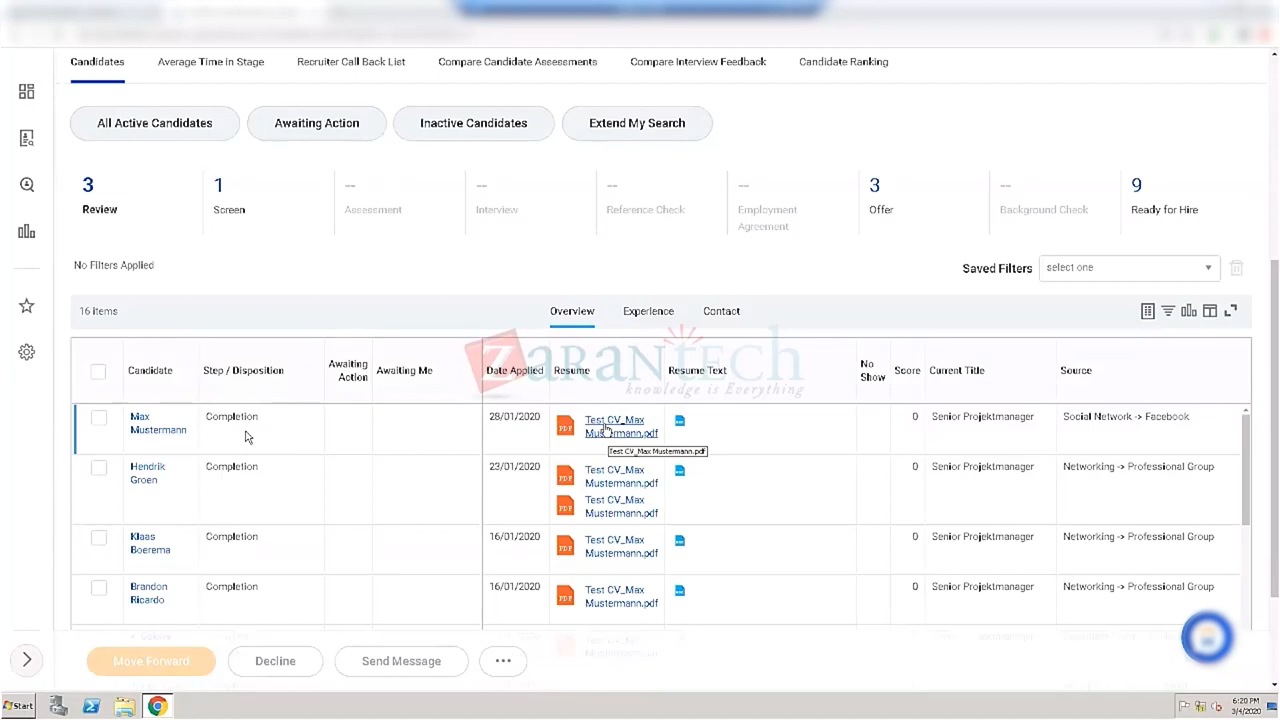 Candidates Average Time in Stage Recruiter Call Back List Compare Candidate Assessments Compare Interview Feedback Candidate Ranking
All Active Candidates Awaiting Action Inactive Candidates Extend My Search
3 1 -- -- -- -- 3 -- 9
Review Screen Assessment Interview Reference Check Employment Offer Background Check Ready for Hire
Agreement
No Filters Applied Saved Filters select one
16 items Overview Experience Contact
ZaranTech
knowledge is Everything
Candidate Step / Disposition Awaiting Action Awaiting Me Date Applied Resume Resume Text No Show Score Current Title Source
Max Completion 28/01/2020 PDF Test CV_Max 0 Senior Projektmanager Social Network -> Facebook
Mustermann Mustermann.pdf
Test CV_Max Mustermann.pdf
Hendrik Completion 23/01/2020 PDF Test CV_Max 0 Senior Projektmanager Networking -> Professional Group
Groen Mustermann.pdf
PDF Test CV_Max
Mustermann.pdf
Klaas Completion 16/01/2020 PDF Test CV_Max 0 Senior Projektmanager Networking -> Professional Group
Boerema Mustermann.pdf
Brandon Completion 16/01/2020 PDF Test CV_Max 0 Senior Projektmanager Networking -> Professional Group
Ricardo Mustermann.pdf
Move Forward Decline Send Message ...
Start 6:20 PM
3/4/2020